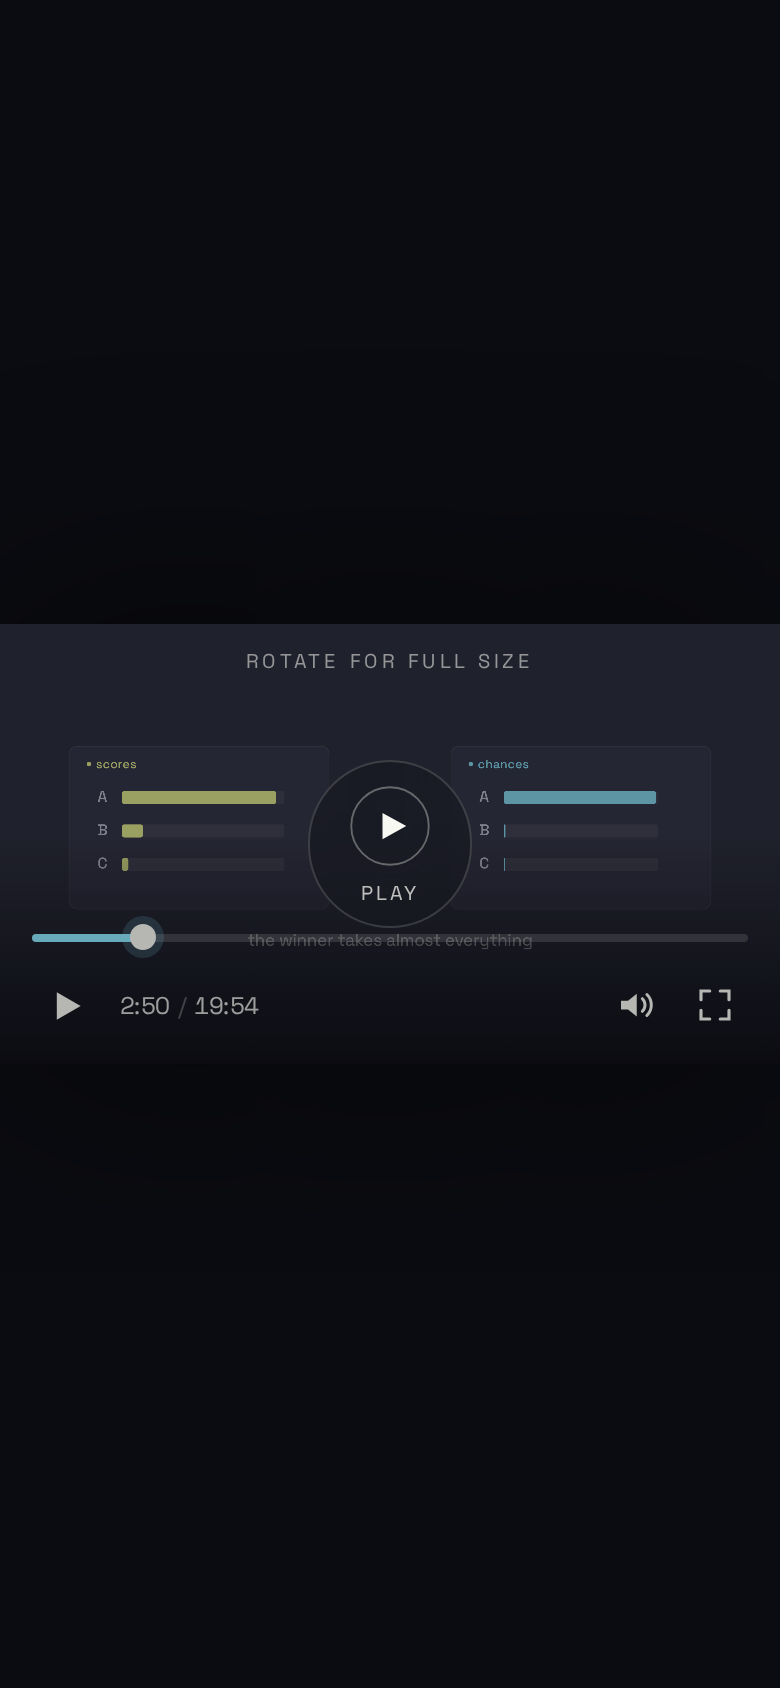 ROTATE FOR FULL SIZE
scores
A
B
C
chances
A
B
C
PLAY
the winner takes almost everything
2:50 / 19:54